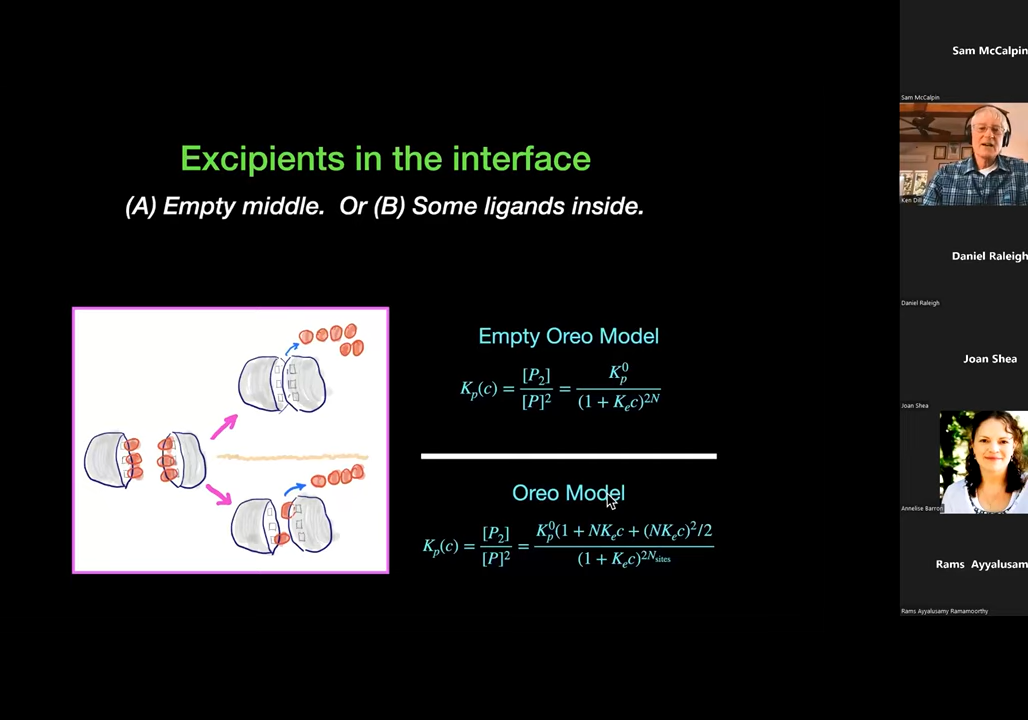 Excipients in the interface
(A) Empty middle. Or (B) Some ligands inside.
Empty Oreo Model
K_p(c) = [P_2]/[P]^2 = K_p^0/(1 + K_e c)^{2N}
Oreo Model
K_p(c) = [P_2]/[P]^2 = K_p^0(1 + NK_e c + (NK_e c)^2/2/(1 + K_e c)^{2N_sites}
Sam McCalpin
Sam McCalpin
Ken Dill
Daniel Raleigh
Daniel Raleigh
Joan Shea
Joan Shea
Annelise Barron
Rams Ayyalusam
Rams Ayyalusamy Ramamoorthy